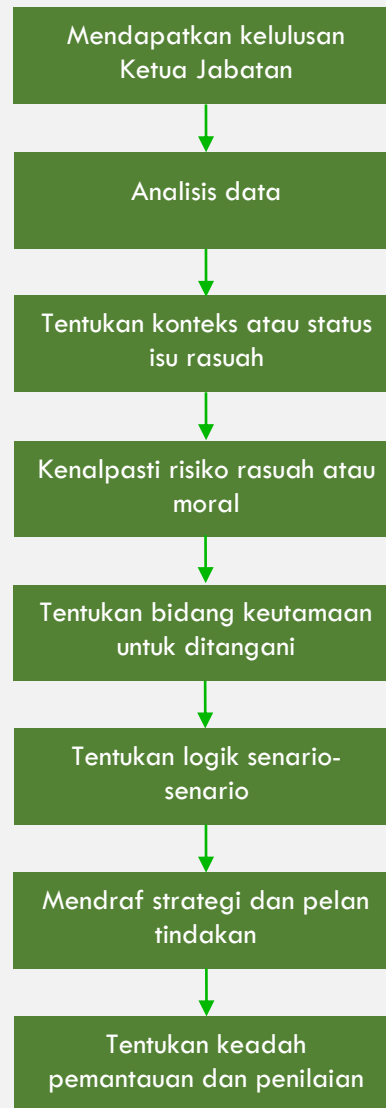 Mendapatkan kelulusan
Ketua Jabatan
Analisis data
Tentukan konteks atau status
isu rasuah
Kenalpasti risiko rasuah atau
moral
Tentukan bidang keutamaan
untuk ditangani
Tentukan logik senario-
senario
Mendraf strategi dan pelan
tindakan
Tentukan keadah
pemantauan dan penilaian